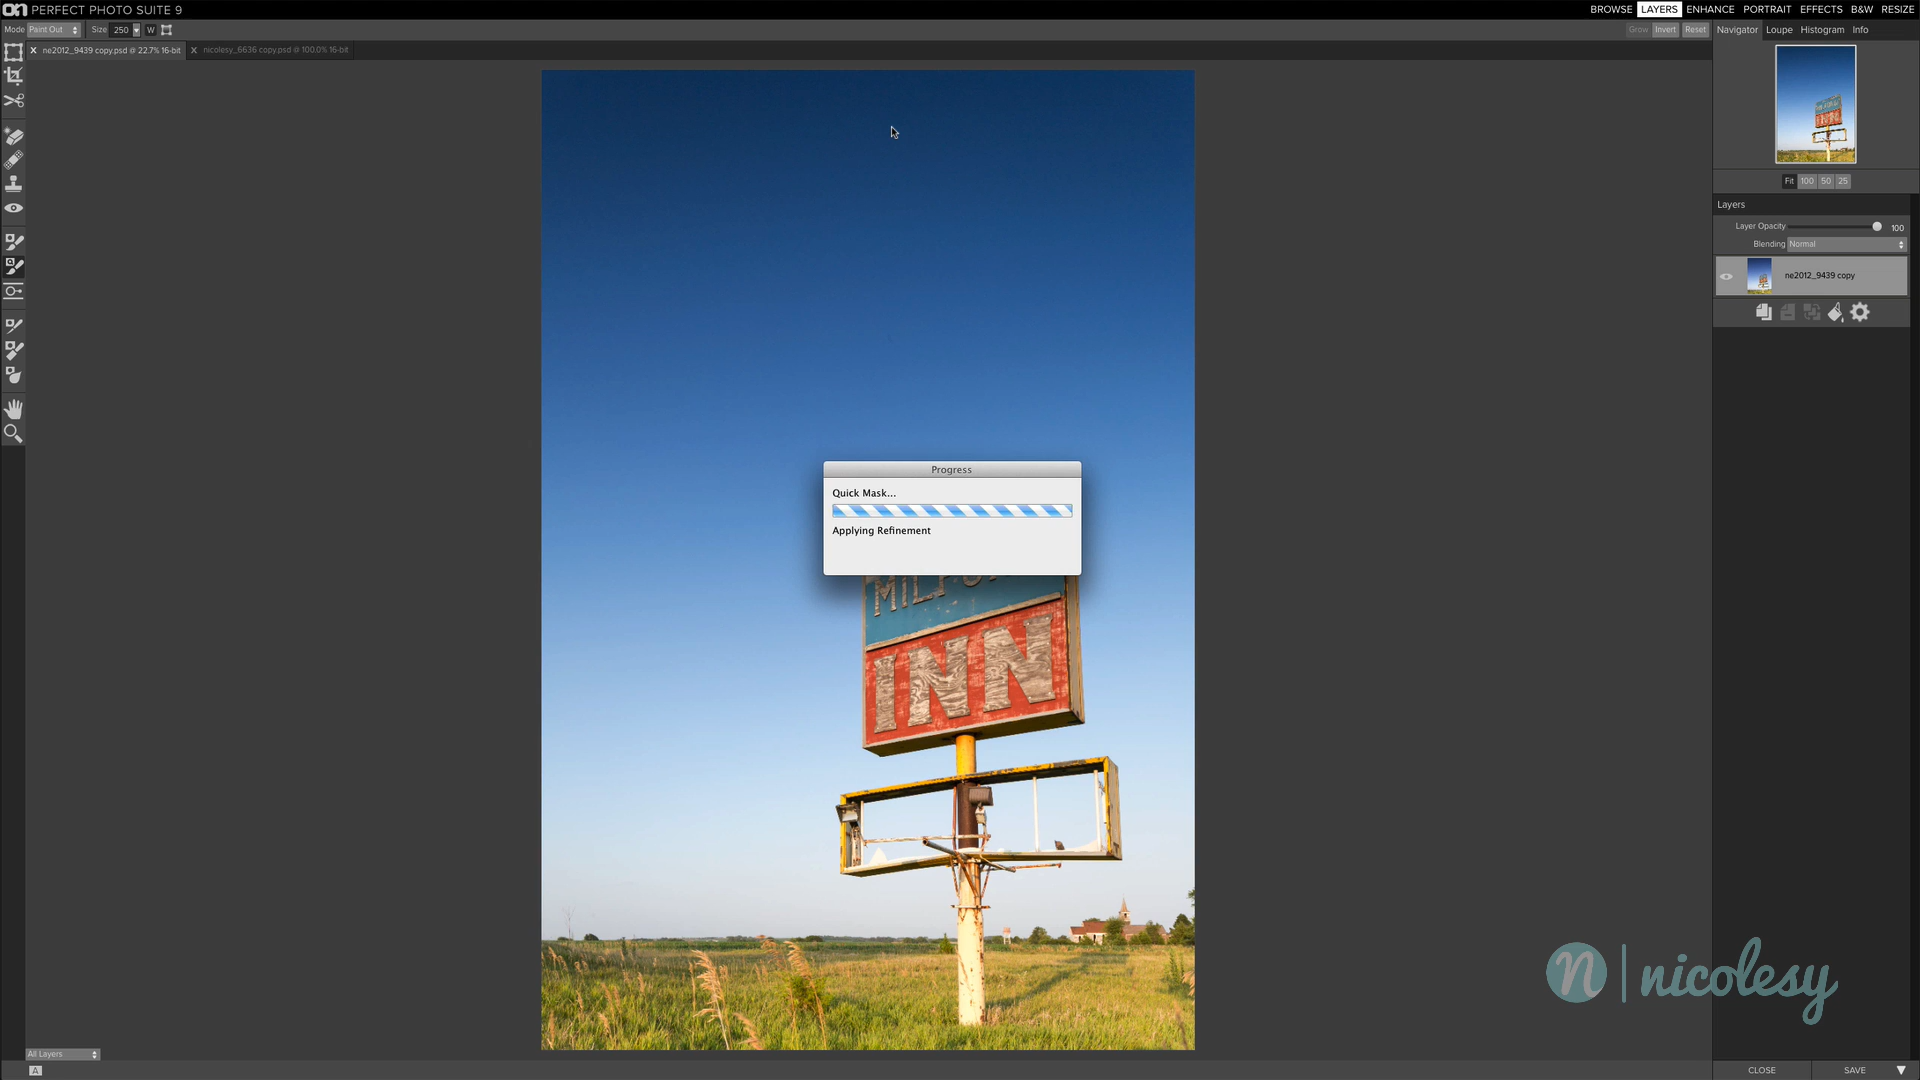 on PERFECT PHOTO SUITE 9
BROWSE LAYERS ENHANCE PORTRAIT EFFECTS B&W RESIZE
Mode Paint Out Size 250 W
Grow Invert Reset
Navigator Loupe Histogram Info
X ne2012_9439 copy.psd @ 22.7% 16-bit X nicolesy_6636 copy.psd @ 100.0% 16-bit
Fit 100 50 25
Layers
Layer Opacity 100
Blending Normal
ne2012_9439 copy
Progress
Quick Mask...
Applying Refinement
INN
n | nicolesy
All Layers
A
CLOSE SAVE